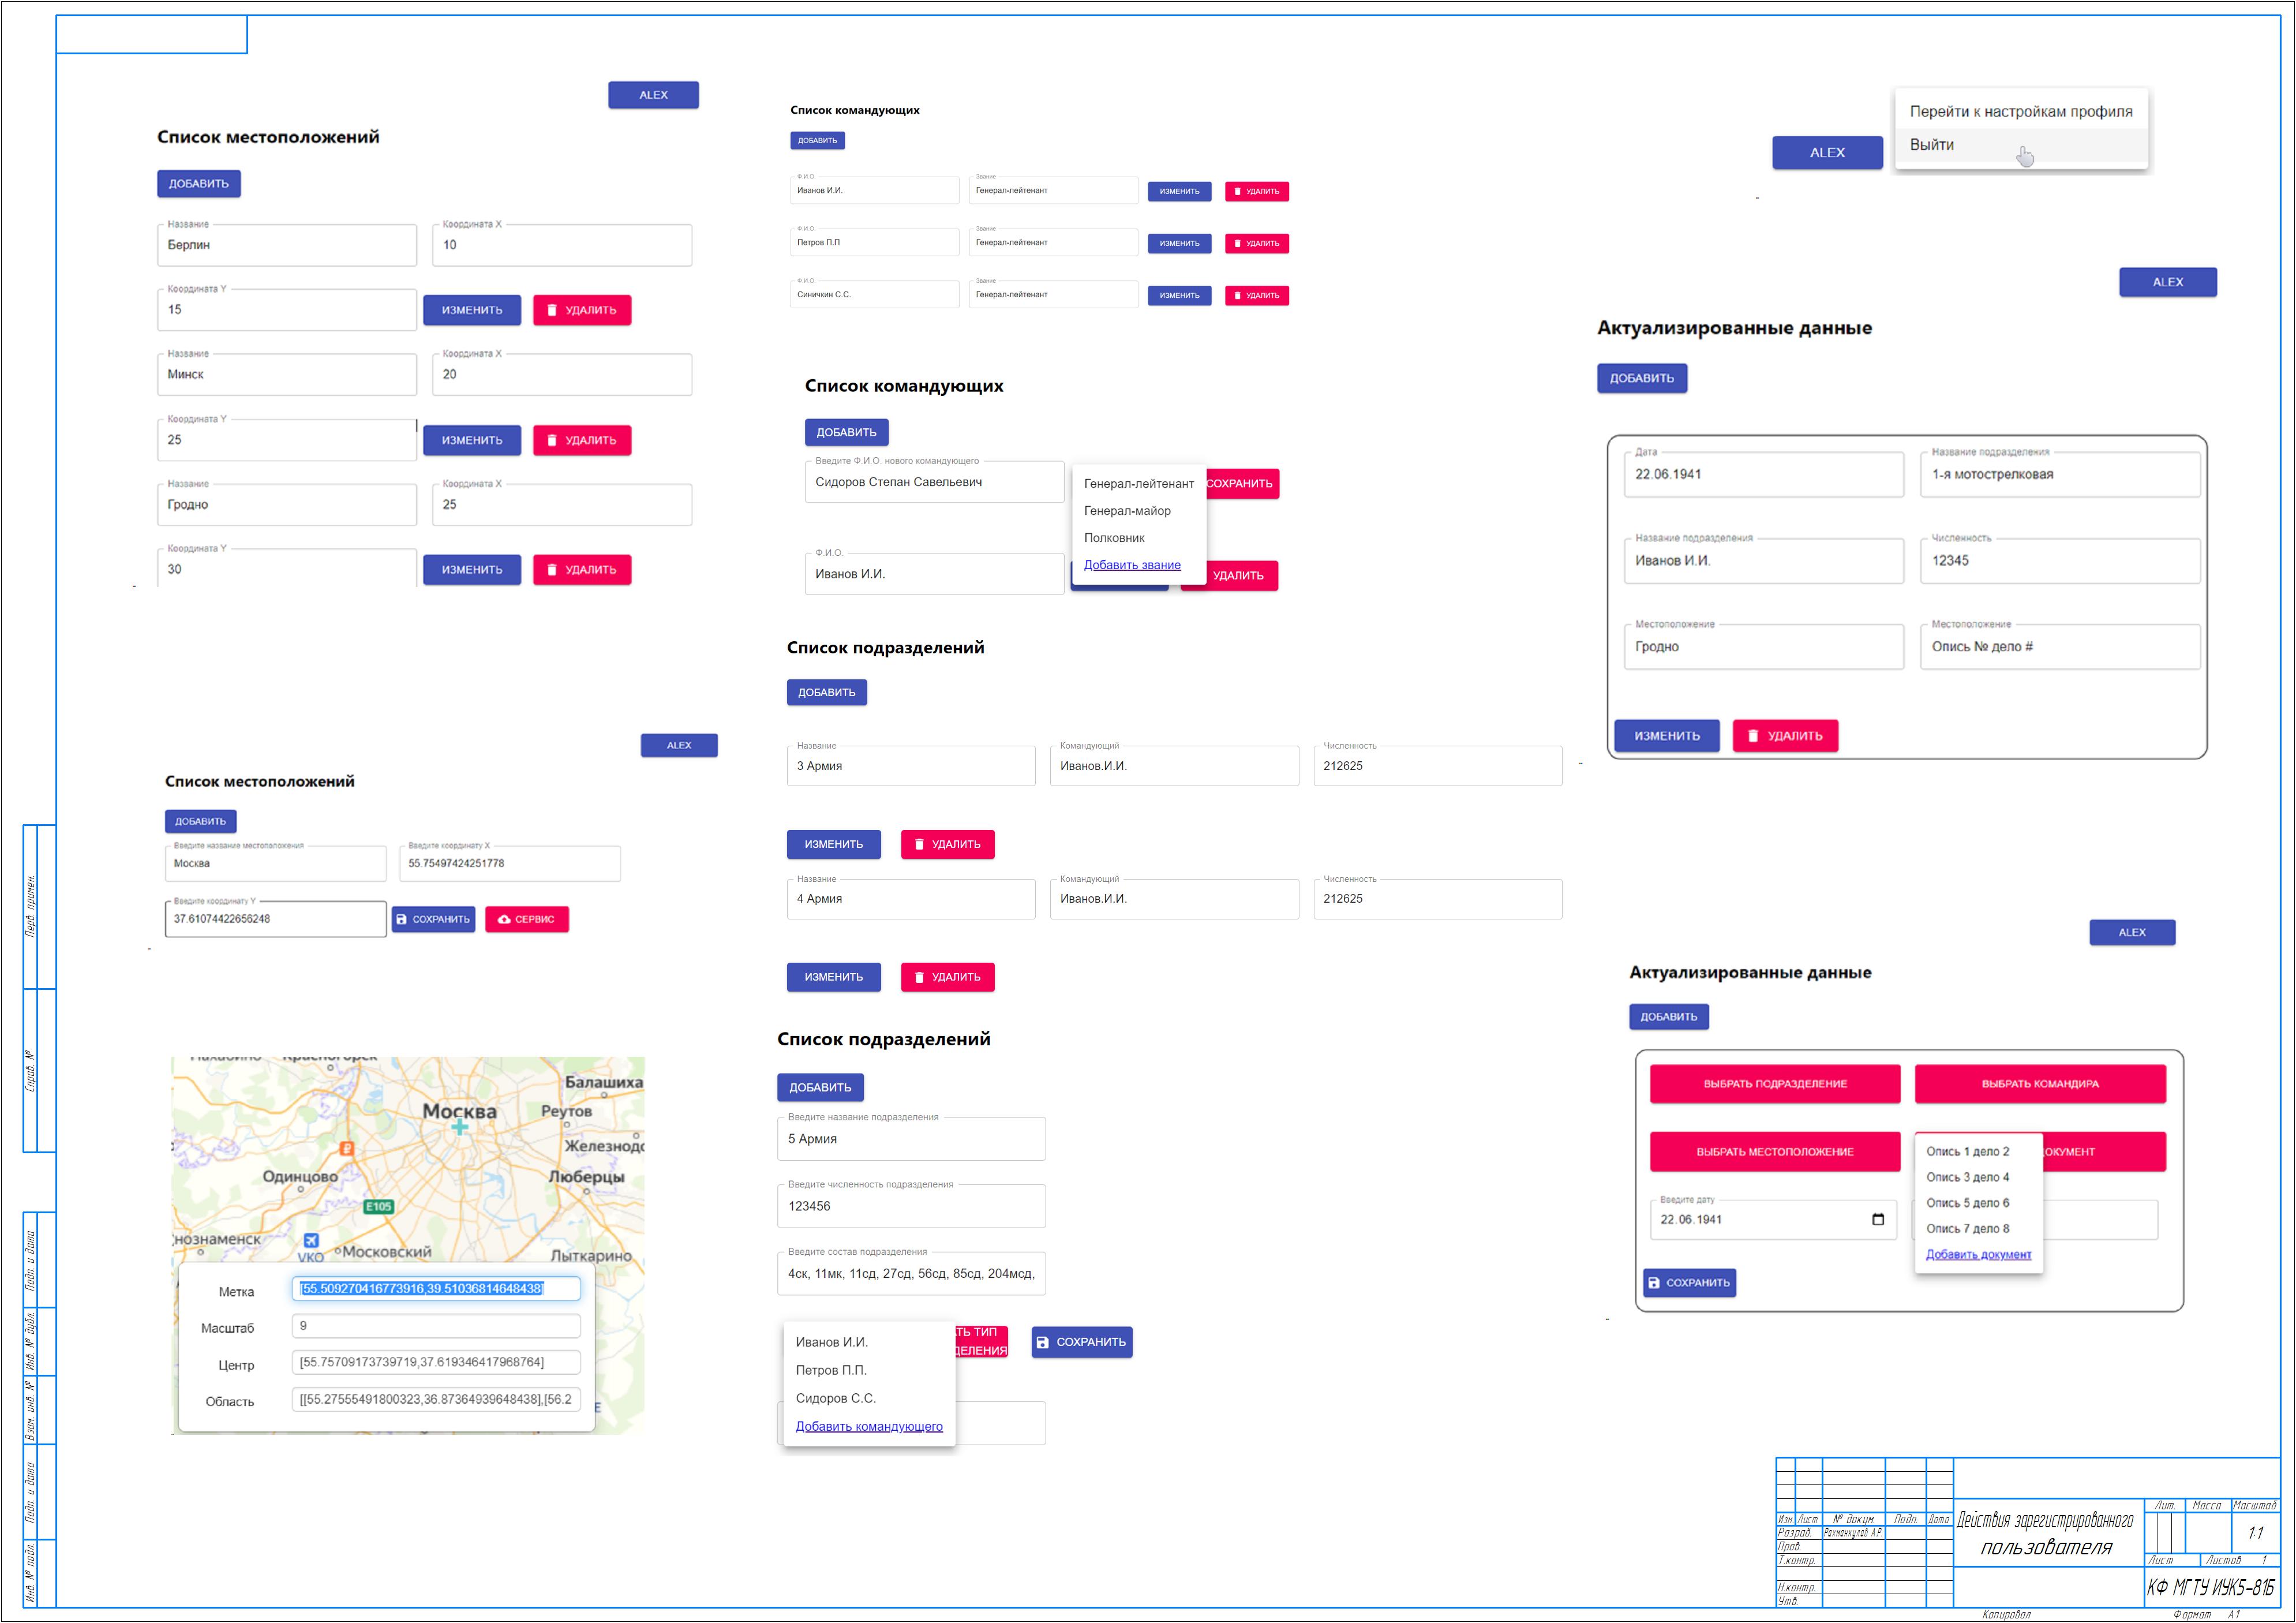 ALEX
Список местоположений
ДОБАВИТЬ
Название
Берлин
Координата X
10
Координата Y
15
ИЗМЕНИТЬ
УДАЛИТЬ
Название
Минск
Координата X
20
Координата Y
25
ИЗМЕНИТЬ
УДАЛИТЬ
Название
Гродно
Координата X
25
Координата Y
30
ИЗМЕНИТЬ
УДАЛИТЬ
ALEX
Список местоположений
ДОБАВИТЬ
Введите название местоположения
Москва
Введите координату X
55.75497424251778
Введите координату Y
37.61074422656248
СОХРАНИТЬ
СЕРВИС
Балашиха
Москва
Реутов
Железнодо
Одинцово
Люберцы
E105
нознаменск
VKO
Московский
Лыткарино
Метка
[55.509270416773916,39.51036814648438]
Масштаб
9
Центр
[55.75709173739719,37.619346417968764]
Область
[[55.27555491800323,36.87364939648438],[56.2
Список командующих
ДОБАВИТЬ
Ф.И.О.
Иванов И.И.
Звание
Генерал-лейтенант
ИЗМЕНИТЬ
УДАЛИТЬ
Ф.И.О.
Петров П.П
Звание
Генерал-лейтенант
ИЗМЕНИТЬ
УДАЛИТЬ
Ф.И.О.
Синичкин С.С.
Звание
Генерал-лейтенант
ИЗМЕНИТЬ
УДАЛИТЬ
Список командующих
ДОБАВИТЬ
Введите Ф.И.О. нового командующего
Сидоров Степан Савельевич
Генерал-лейтенант
Генерал-майор
Полковник
Добавить звание
СОХРАНИТЬ
Ф.И.О.
Иванов И.И.
УДАЛИТЬ
Список подразделений
ДОБАВИТЬ
Название
3 Армия
Командующий
Иванов.И.И.
Численность
212625
ИЗМЕНИТЬ
УДАЛИТЬ
Название
4 Армия
Командующий
Иванов.И.И.
Численность
212625
ИЗМЕНИТЬ
УДАЛИТЬ
Список подразделений
ДОБАВИТЬ
Введите название подразделения
5 Армия
Введите численность подразделения
123456
Введите состав подразделения
4ск, 11мк, 11сд, 27сд, 56сд, 85сд, 204мсд,
Иванов И.И.
Петров П.П.
Сидоров С.С.
Добавить командующего
ТЬ ТИП
ДЕЛЕНИЯ
СОХРАНИТЬ
ALEX
Перейти к настройкам профиля
Выйти
ALEX
Актуализированные данные
ДОБАВИТЬ
Дата
22.06.1941
Название подразделения
1-я мотострелковая
Название подразделения
Иванов И.И.
Численность
12345
Местоположение
Гродно
Местоположение
Опись № дело #
ИЗМЕНИТЬ
УДАЛИТЬ
ALEX
Актуализированные данные
ДОБАВИТЬ
ВЫБРАТЬ ПОДРАЗДЕЛЕНИЕ
ВЫБРАТЬ КОМАНДИРА
ВЫБРАТЬ МЕСТОПОЛОЖЕНИЕ
ОКУМЕНТ
Опись 1 дело 2
Опись 3 дело 4
Опись 5 дело 6
Опись 7 дело 8
Добавить документ
Введите дату
22.06.1941
СОХРАНИТЬ
Перв. примен.
Справ. №
Подп. и дата
Инв. № дубл.
Взам. инв. №
Подп. и дата
Инв. № подл.
Изм. Лист № докум. Подп. Дата
Разраб. Рахманкулов А.Р.
Пров.
Т.контр.
Н.контр.
Утв.
Действия зарегистрированного
пользователя
Лит. Масса Масштаб
1:1
Лист Листов 1
КФ МГТУ ИУК5-81Б
Копировал Формат А1